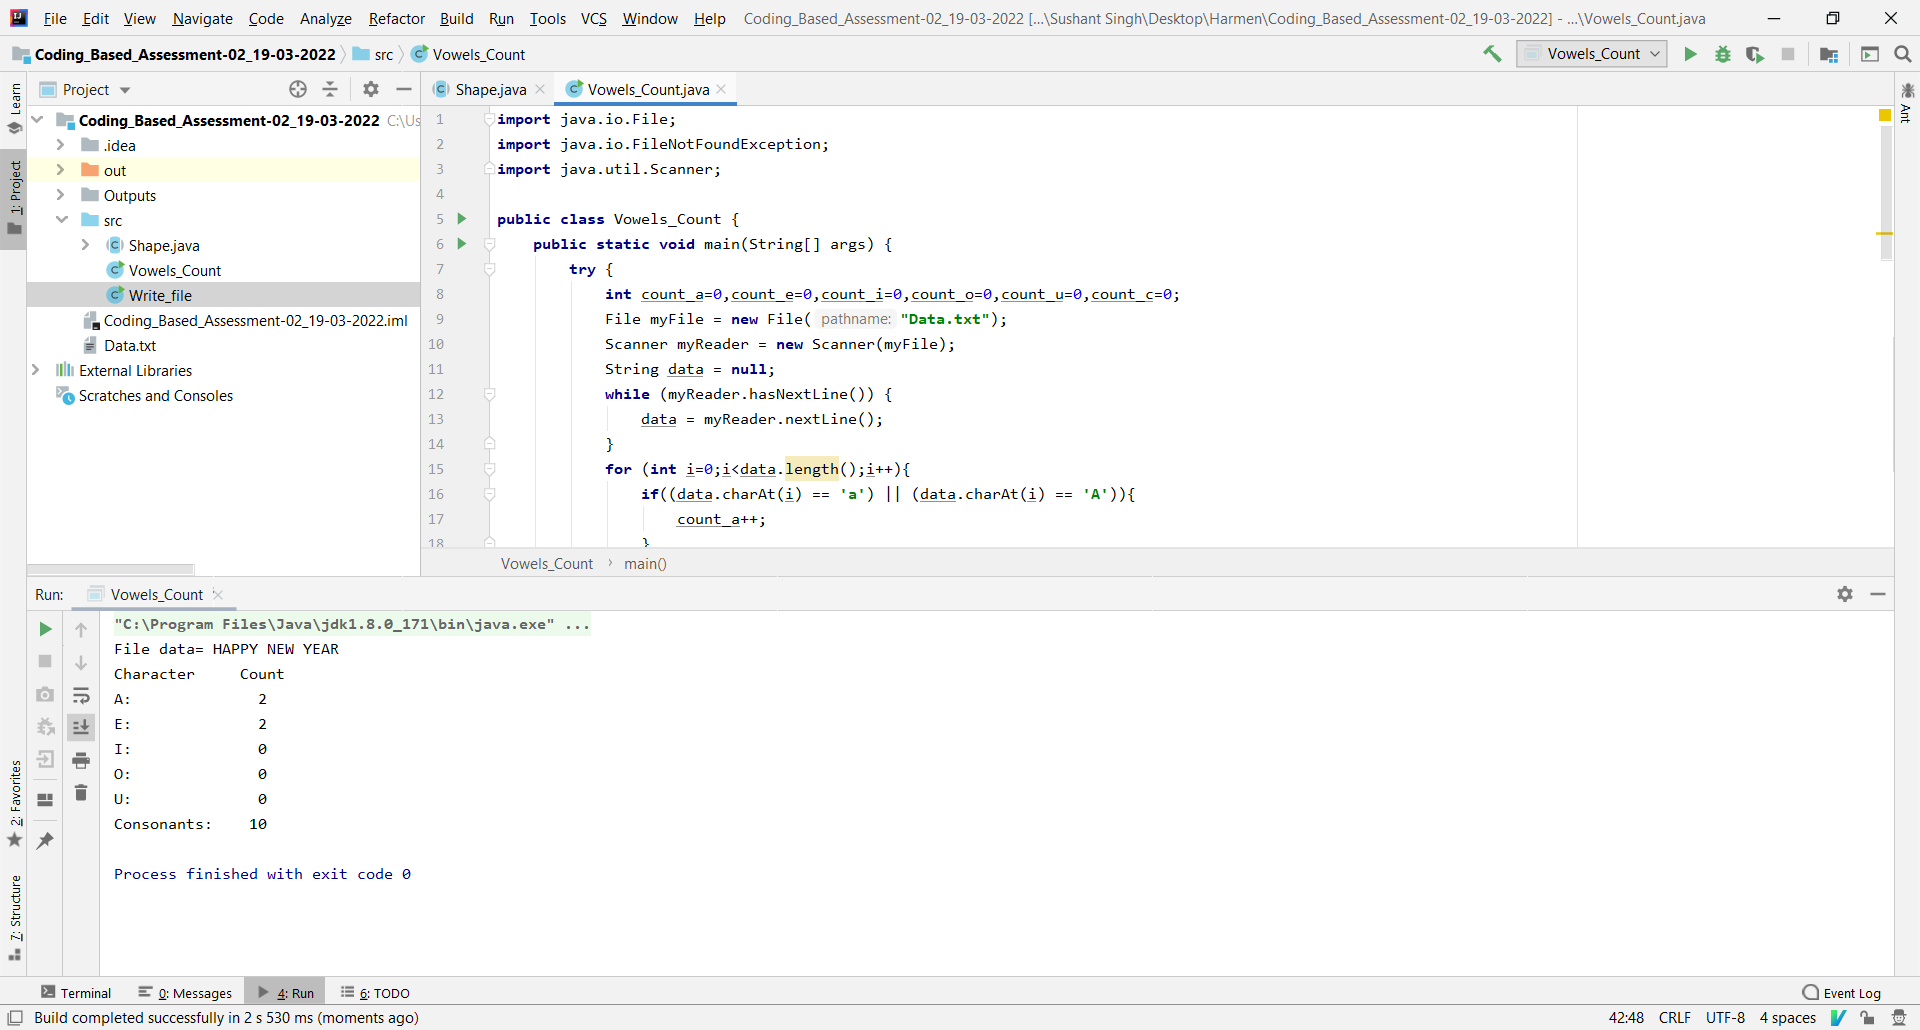 File Edit View Navigate Code Analyze Refactor Build Run Tools VCS Window Help Coding_Based_Assessment-02_19-03-2022 [...\Sushant Singh\Desktop\Harmen\Coding_Based_Assessment-02_19-03-2022] - ...\Vowels_Count.java
Coding_Based_Assessment-02_19-03-2022 src Vowels_Count
Vowels_Count
Learn
1: Project
2: Favorites
7: Structure
Project
Coding_Based_Assessment-02_19-03-2022 C:\Us
.idea
out
Outputs
src
Shape.java
Vowels_Count
Write_file
Coding_Based_Assessment-02_19-03-2022.iml
Data.txt
External Libraries
Scratches and Consoles
Shape.java Vowels_Count.java
Ant
1 import java.io.File;
2 import java.io.FileNotFoundException;
3 import java.util.Scanner;
4
5 public class Vowels_Count {
6 public static void main(String[] args) {
7 try {
8 int count_a=0,count_e=0,count_i=0,count_o=0,count_u=0,count_c=0;
9 File myFile = new File( pathname: "Data.txt");
10 Scanner myReader = new Scanner(myFile);
11 String data = null;
12 while (myReader.hasNextLine()) {
13 data = myReader.nextLine();
14 }
15 for (int i=0;i<data.length();i++){
16 if((data.charAt(i) == 'a') || (data.charAt(i) == 'A')){
17 count_a++;
18 }
Vowels_Count › main()
Run: Vowels_Count
"C:\Program Files\Java\jdk1.8.0_171\bin\java.exe" ...
File data= HAPPY NEW YEAR
Character Count
A: 2
E: 2
I: 0
O: 0
U: 0
Consonants: 10
Process finished with exit code 0
Terminal 0: Messages 4: Run 6: TODO Event Log
Build completed successfully in 2 s 530 ms (moments ago) 42:48 CRLF UTF-8 4 spaces